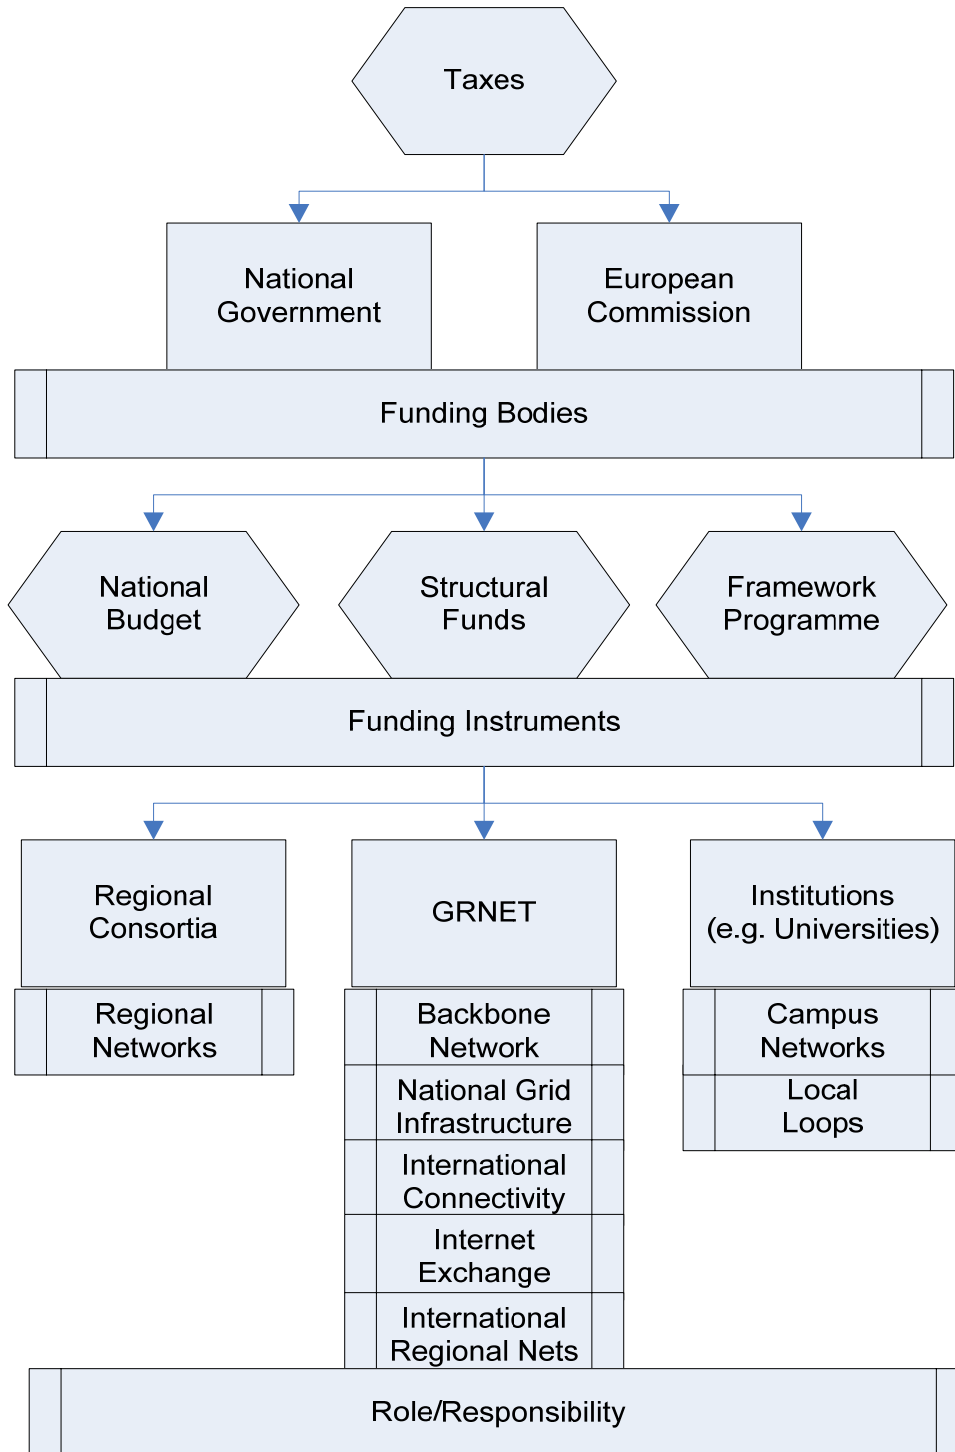 Taxes
National
Government
European
Commission
Funding Bodies
National
Budget
Structural
Funds
Framework
Programme
Funding Instruments
Regional
Consortia
GRNET
Institutions
(e.g. Universities)
Regional
Networks
Backbone
Network
National Grid
Infrastructure
International
Connectivity
Internet
Exchange
International
Regional Nets
Campus
Networks
Local
Loops
Role/Responsibility